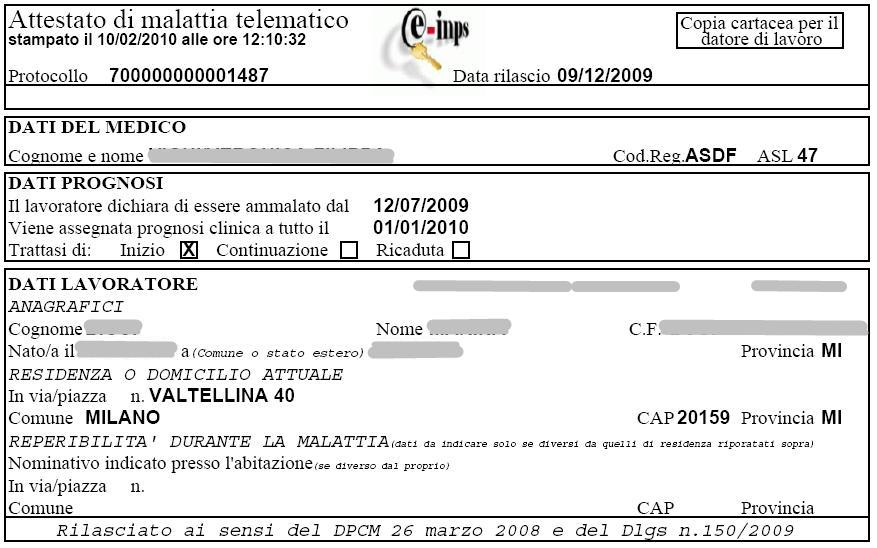 Attestato di malattia telematico
stampato il 10/02/2010 alle ore 12:10:32
e-inps
Copia cartacea per il
datore di lavoro
Protocollo 700000000001487 Data rilascio 09/12/2009
DATI DEL MEDICO
Cognome e nome Cod.Reg.ASDF ASL 47
DATI PROGNOSI
Il lavoratore dichiara di essere ammalato dal 12/07/2009
Viene assegnata prognosi clinica a tutto il 01/01/2010
Trattasi di: Inizio X Continuazione Ricaduta
DATI LAVORATORE
ANAGRAFICI
Cognome Nome C.F.
Nato/a il a (Comune o stato estero) Provincia MI
RESIDENZA O DOMICILIO ATTUALE
In via/piazza n. VALTELLINA 40
Comune MILANO CAP 20159 Provincia MI
REPERIBILITA' DURANTE LA MALATTIA(dati da indicare solo se diversi da quelli di residenza riporatati sopra)
Nominativo indicato presso l'abitazione(se diverso dal proprio)
In via/piazza n.
Comune CAP Provincia
Rilasciato ai sensi del DPCM 26 marzo 2008 e del Dlgs n.150/2009